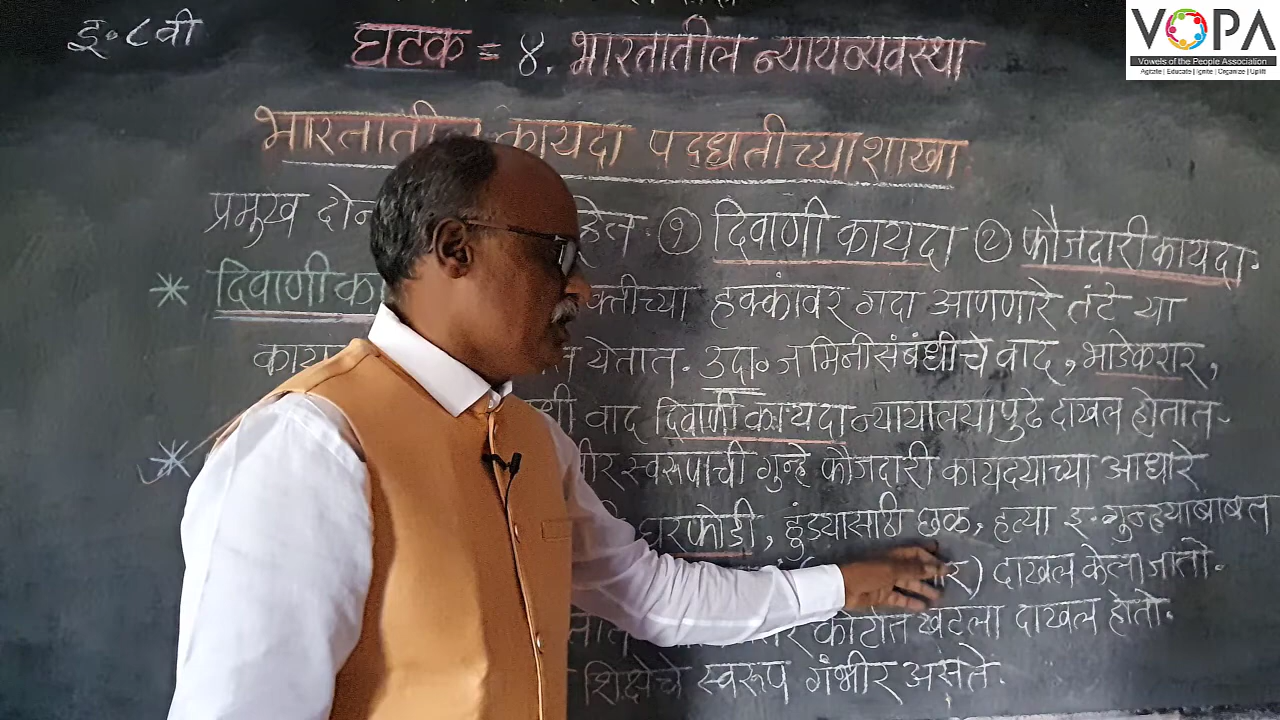 इ. ८वी
घटक = ४. भारतातील न्यायव्यवस्था
VOPA
Vowels of the People Association
Agitate | Educate | Ignite | Organize | Uplift
भारतातील कायदा पद्धतीच्या शाखा
प्रमुख दोन ① दिवाणी कायदा ② फौजदारी कायदा.
* दिवाणी हक्कांवर गदा आणणारे तंटे या
येतात. उदा॰ जमिनीसंबंधीचे वाद, भाडेकरार,
वाद दिवाणी कायदा न्यायालयापुढे दाखल होतात.
* स्वरूपाची गुन्हे फौजदारी कायदयाच्या आधारे
घरफोडी, हुंड्यासाठी छळ, हत्या इ. गुन्ह्याबाबत
दाखल केला जातो.
कोर्टात खटला दाखल होतो.
शिक्षेचे स्वरूप गंभीर असते.